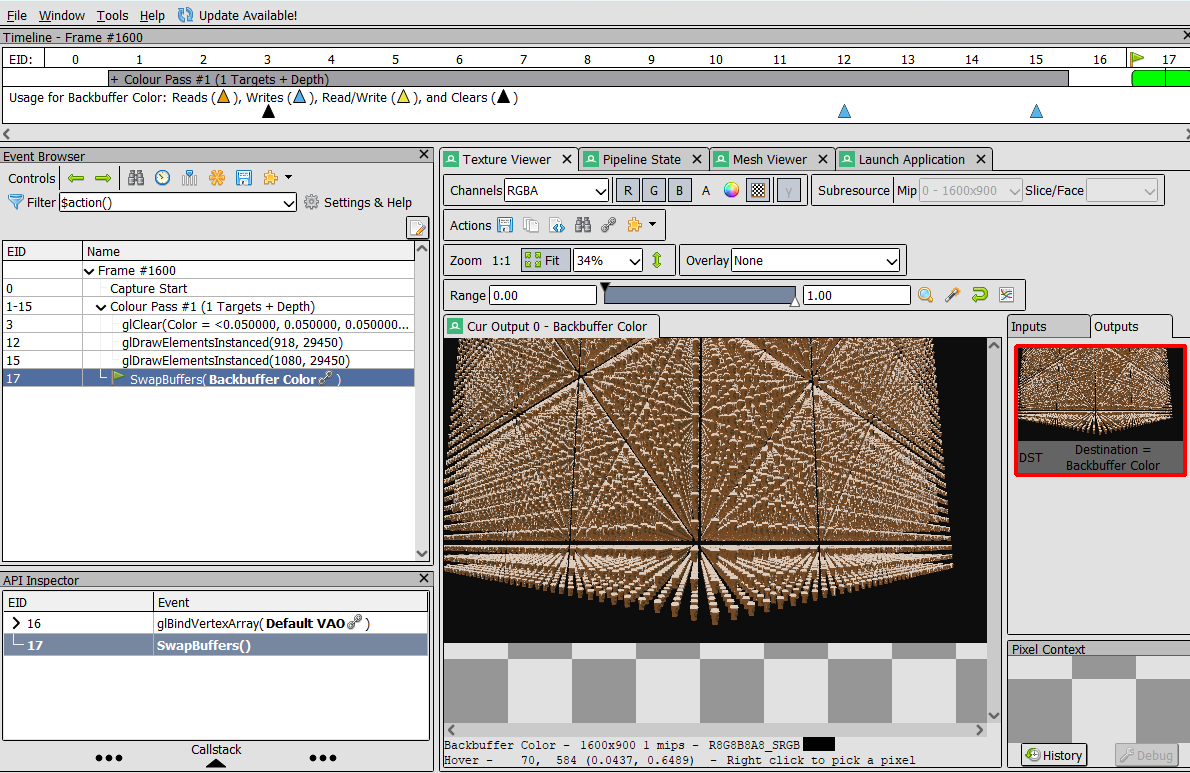 File Window Tools Help Update Available!
Timeline - Frame #1600
EID: 0 1 2 3 4 5 6 7 8 9 10 11 12 13 14 15 16 17
+ Colour Pass #1 (1 Targets + Depth)
Usage for Backbuffer Color: Reads ( ), Writes ( ), Read/Write ( ), and Clears ( )
Event Browser
Controls
Filter $action() Settings & Help
EID Name
Frame #1600
0 Capture Start
1-15 Colour Pass #1 (1 Targets + Depth)
3 glClear(Color = <0.050000, 0.050000, 0.050000...
12 glDrawElementsInstanced(918, 29450)
15 glDrawElementsInstanced(1080, 29450)
17 SwapBuffers( Backbuffer Color )
API Inspector
EID Event
16 glBindVertexArray( Default VAO )
17 SwapBuffers()
Callstack
Texture Viewer Pipeline State Mesh Viewer Launch Application
Channels RGBA R G B A γ Subresource Mip 0 - 1600x900 Slice/Face
Actions
Zoom 1:1 Fit 34% Overlay None
Range 0.00 1.00
Cur Output 0 - Backbuffer Color
Backbuffer Color - 1600x900 1 mips - R8G8B8A8_SRGB
Hover - 70, 584 (0.0437, 0.6489) - Right click to pick a pixel
Inputs Outputs
DST Destination =
Backbuffer Color
Pixel Context
History Debug